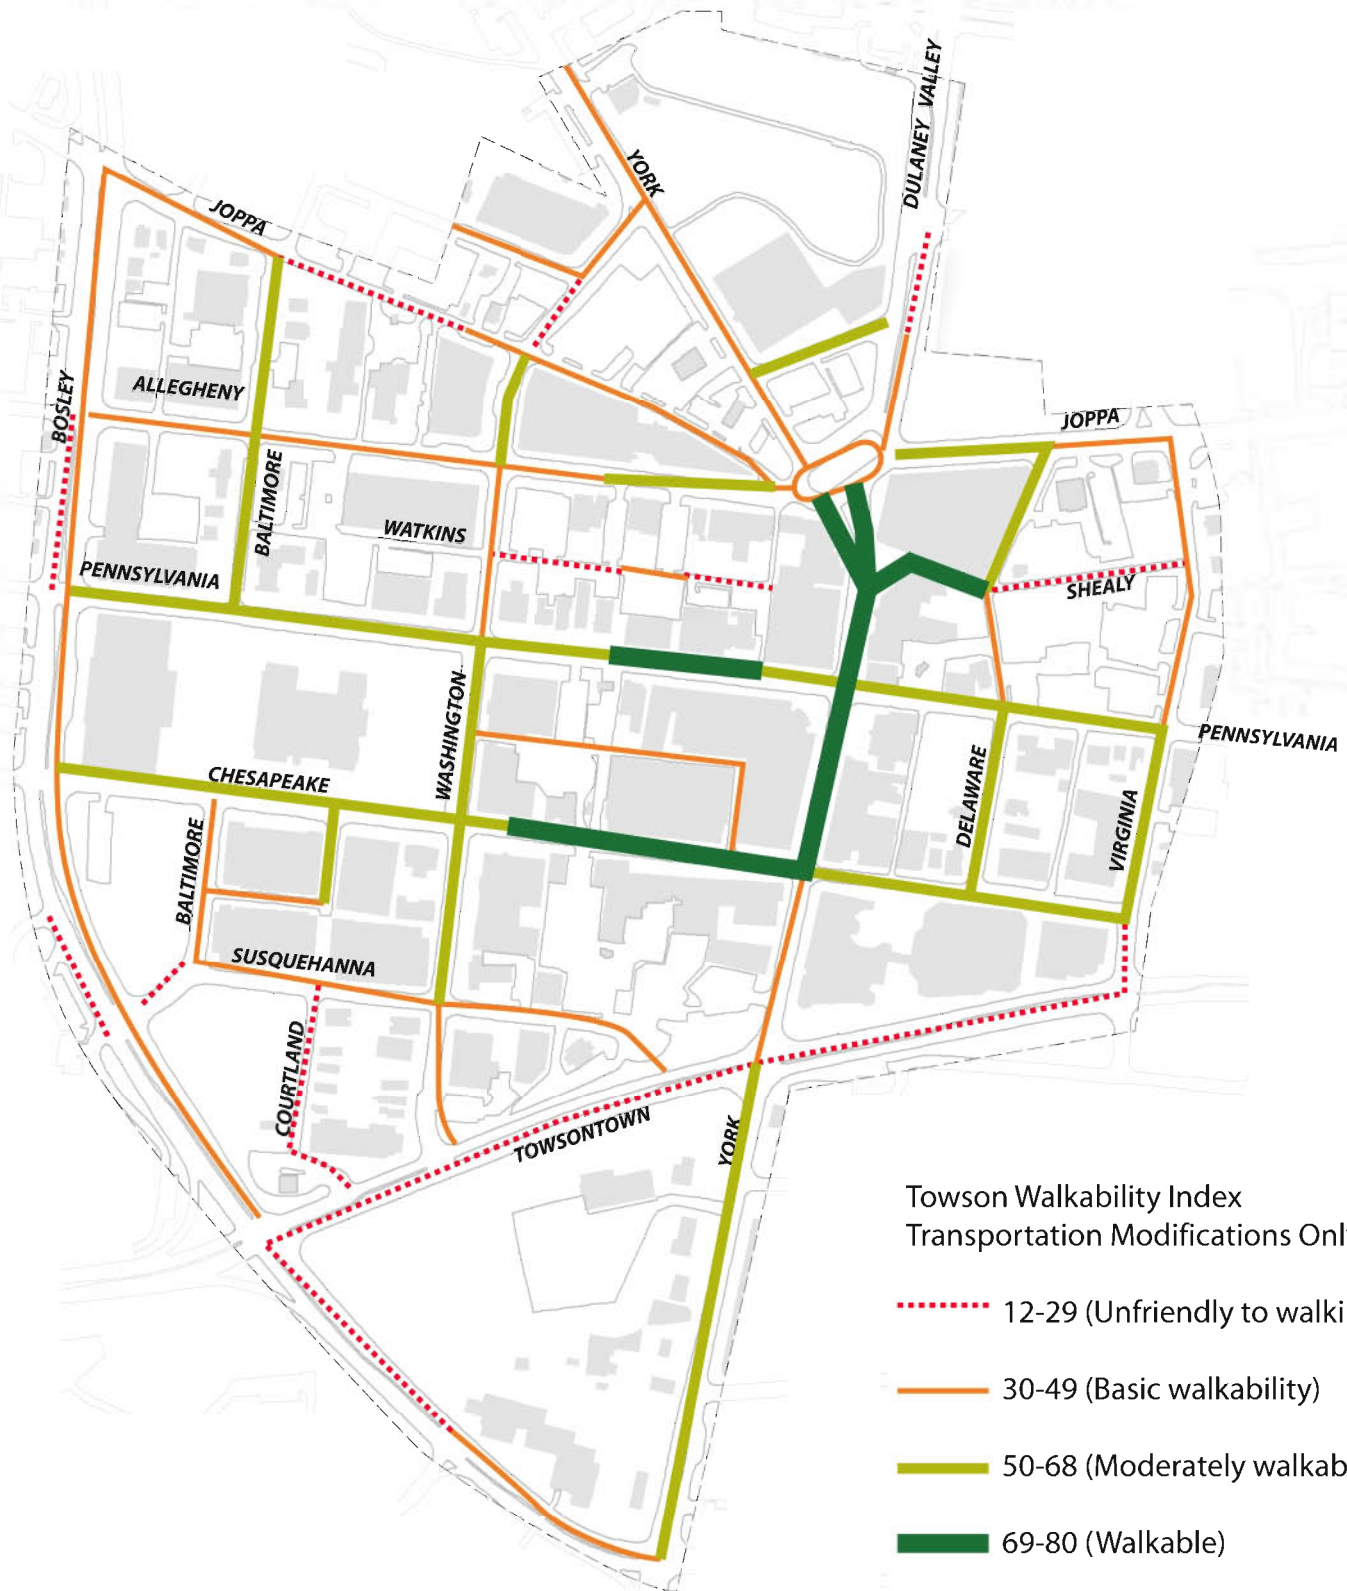 DULANEY VALLEY
YORK
JOPPA
BOSLEY
ALLEGHENY
JOPPA
BALTIMORE
WATKINS
PENNSYLVANIA
SHEALY
WASHINGTON
PENNSYLVANIA
CHESAPEAKE
DELAWARE
VIRGINIA
BALTIMORE
SUSQUEHANNA
COURTLAND
TOWSONTOWN
YORK
Towson Walkability Index
Transportation Modifications Onl
12-29 (Unfriendly to walki
30-49 (Basic walkability)
50-68 (Moderately walkab
69-80 (Walkable)